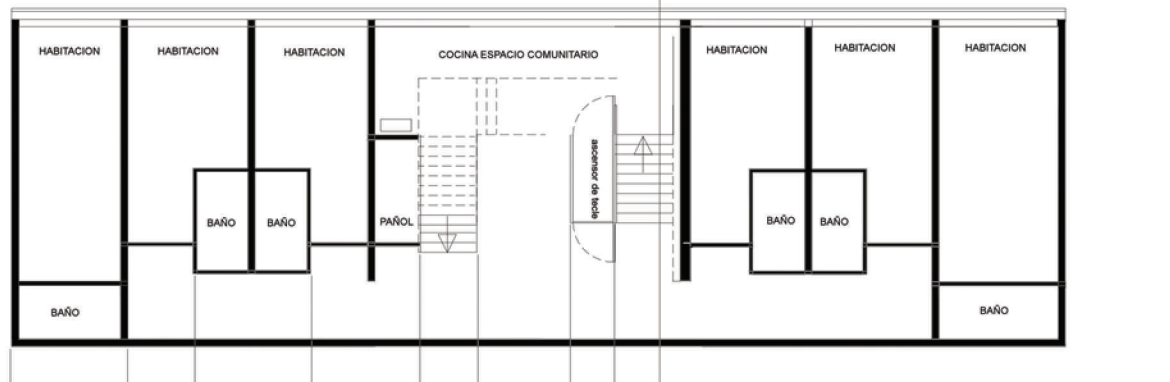 HABITACION
HABITACION
HABITACION
COCINA ESPACIO COMUNITARIO
HABITACION
HABITACION
HABITACION
ascensor de tecle
BAÑO
BAÑO
PAÑOL
BAÑO
BAÑO
BAÑO
BAÑO